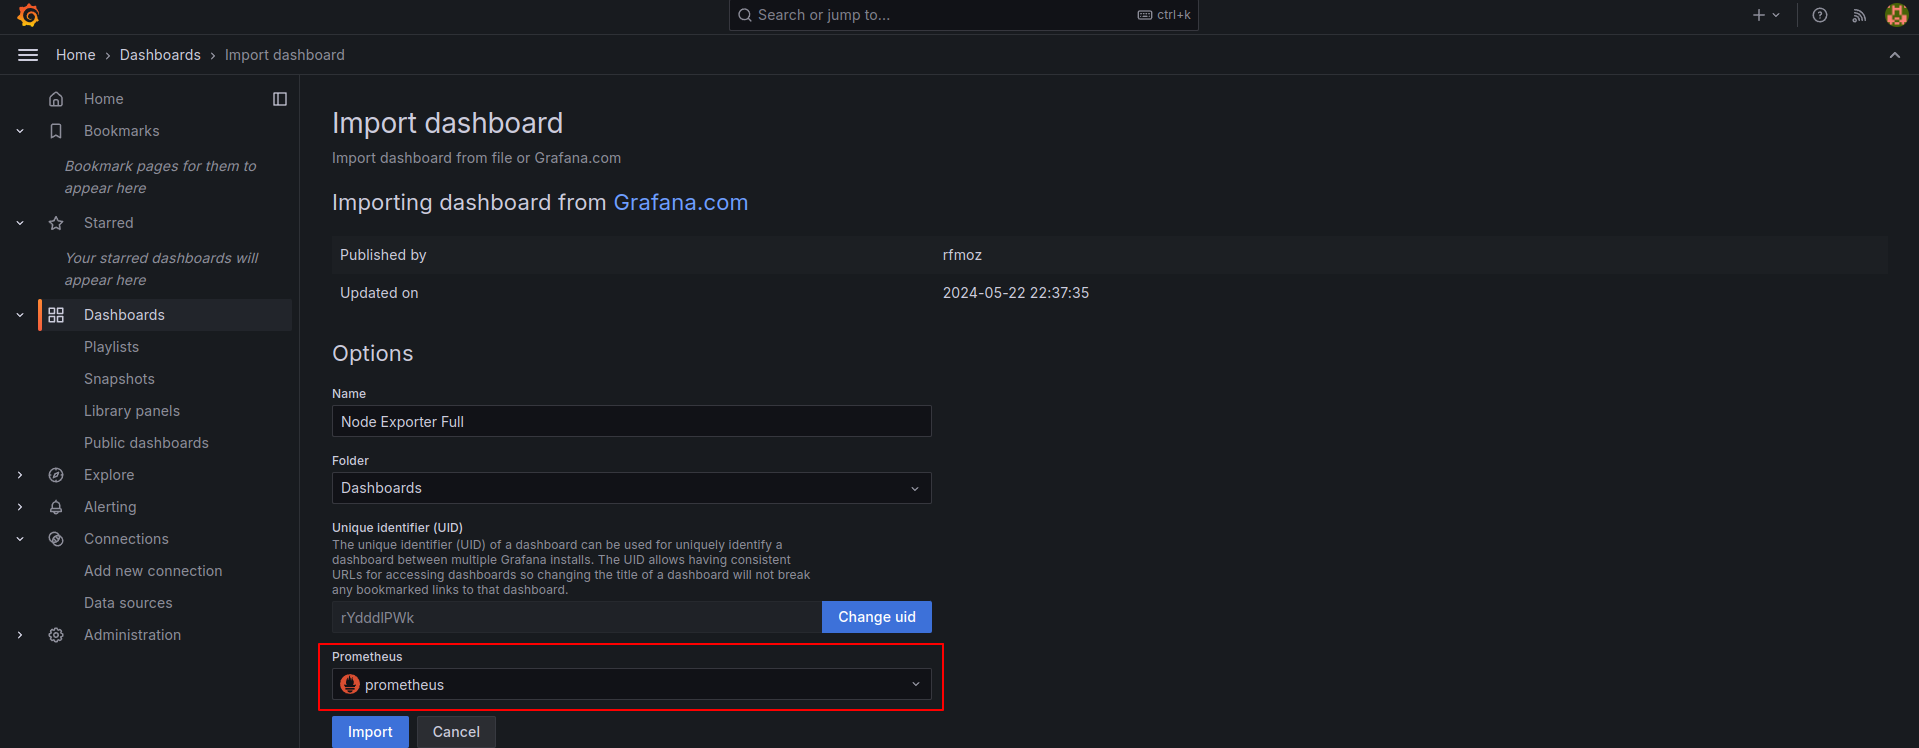 Search or jump to...
ctrl+k
Home › Dashboards › Import dashboard
Home
Bookmarks
Bookmark pages for them to
appear here
Starred
Your starred dashboards will
appear here
Dashboards
Playlists
Snapshots
Library panels
Public dashboards
Explore
Alerting
Connections
Add new connection
Data sources
Administration
Import dashboard
Import dashboard from file or Grafana.com
Importing dashboard from Grafana.com
Published by rfmoz
Updated on 2024-05-22 22:37:35
Options
Name
Node Exporter Full
Folder
Dashboards
Unique identifier (UID)
The unique identifier (UID) of a dashboard can be used for uniquely identify a
dashboard between multiple Grafana installs. The UID allows having consistent
URLs for accessing dashboards so changing the title of a dashboard will not break
any bookmarked links to that dashboard.
rYdddlPWk
Change uid
Prometheus
prometheus
Import
Cancel